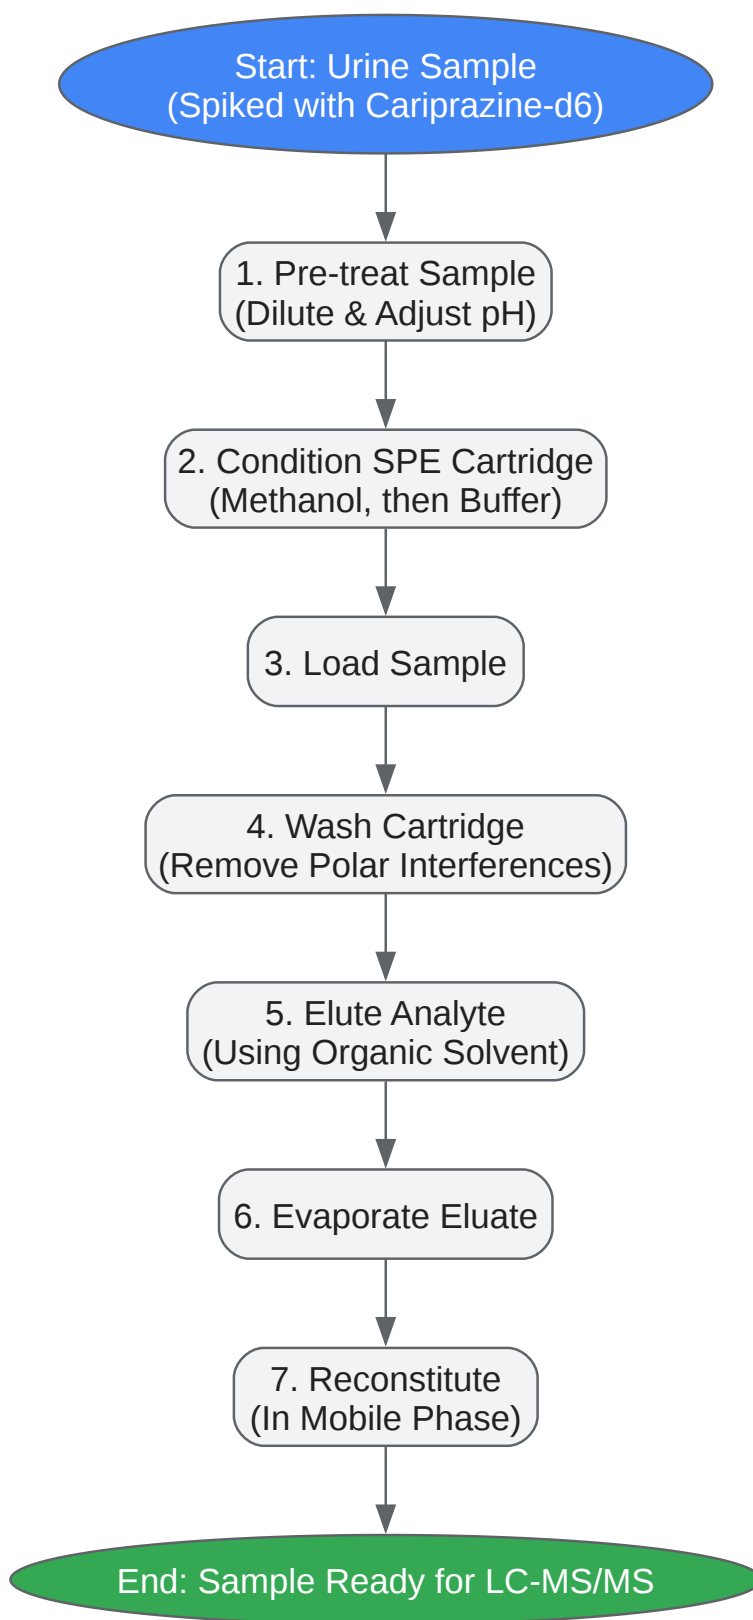 Start: Urine Sample
(Spiked with Cariprazine-d6)
1. Pre-treat Sample
(Dilute & Adjust pH)
2. Condition SPE Cartridge
(Methanol, then Buffer)
3. Load Sample
4. Wash Cartridge
(Remove Polar Interferences)
5. Elute Analyte
(Using Organic Solvent)
6. Evaporate Eluate
7. Reconstitute
(In Mobile Phase)
End: Sample Ready for LC-MS/MS